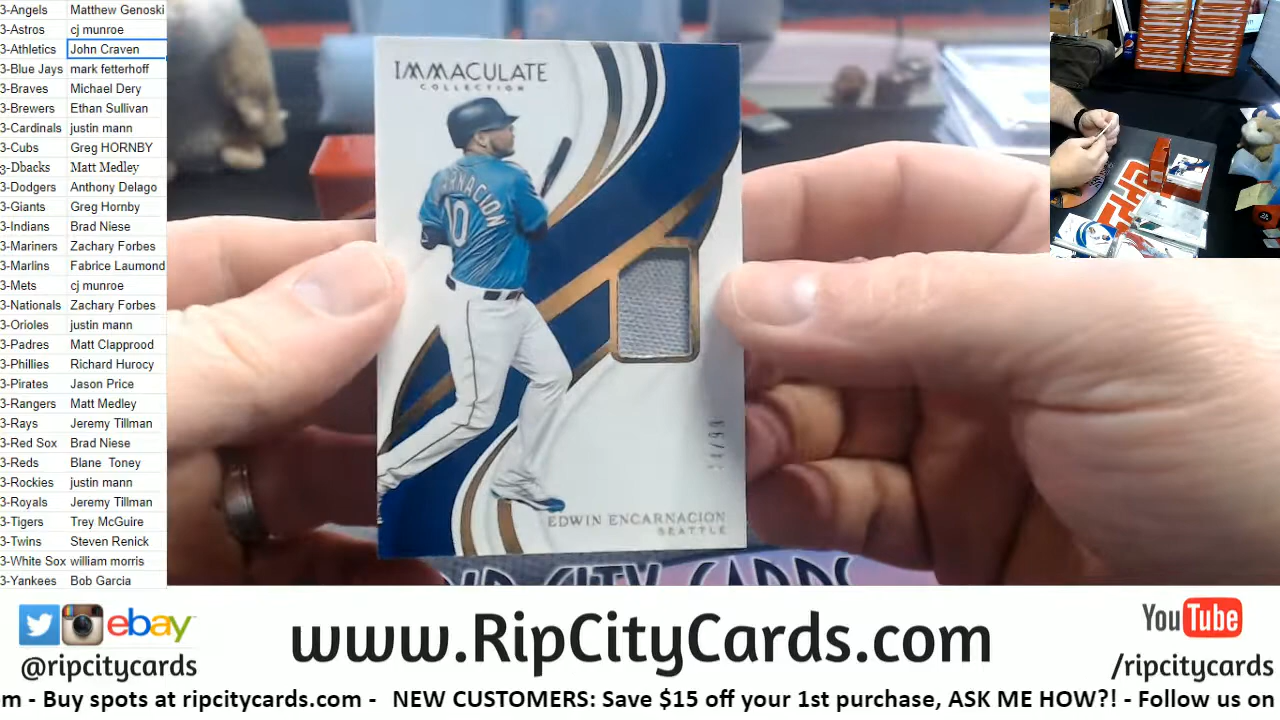 3-Angels Matthew Genoski
3-Astros cj munroe
3-Athletics John Craven
3-Blue Jays mark fetterhoff
3-Braves Michael Dery
3-Brewers Ethan Sullivan
3-Cardinals justin mann
3-Cubs Greg HORNBY
3-Dbacks Matt Medley
3-Dodgers Anthony Delago
3-Giants Greg Hornby
3-Indians Brad Niese
3-Mariners Zachary Forbes
3-Marlins Fabrice Laumond
3-Mets cj munroe
3-Nationals Zachary Forbes
3-Orioles justin mann
3-Padres Matt Clapprood
3-Phillies Richard Hurocy
3-Pirates Jason Price
3-Rangers Matt Medley
3-Rays Jeremy Tillman
3-Red Sox Brad Niese
3-Reds Blane Toney
3-Rockies justin mann
3-Royals Jeremy Tillman
3-Tigers Trey McGuire
3-Twins Steven Renick
3-White Sox william morris
3-Yankees Bob Garcia
IMMACULATE
COLLECTION
ARNACION
10
EDWIN ENCARNACION
SEATTLE
RIP CITY CARDS
ebay
@ripcitycards
www.RipCityCards.com
YouTube
/ripcitycards
m - Buy spots at ripcitycards.com - NEW CUSTOMERS: Save $15 off your 1st purchase, ASK ME HOW?! - Follow us on